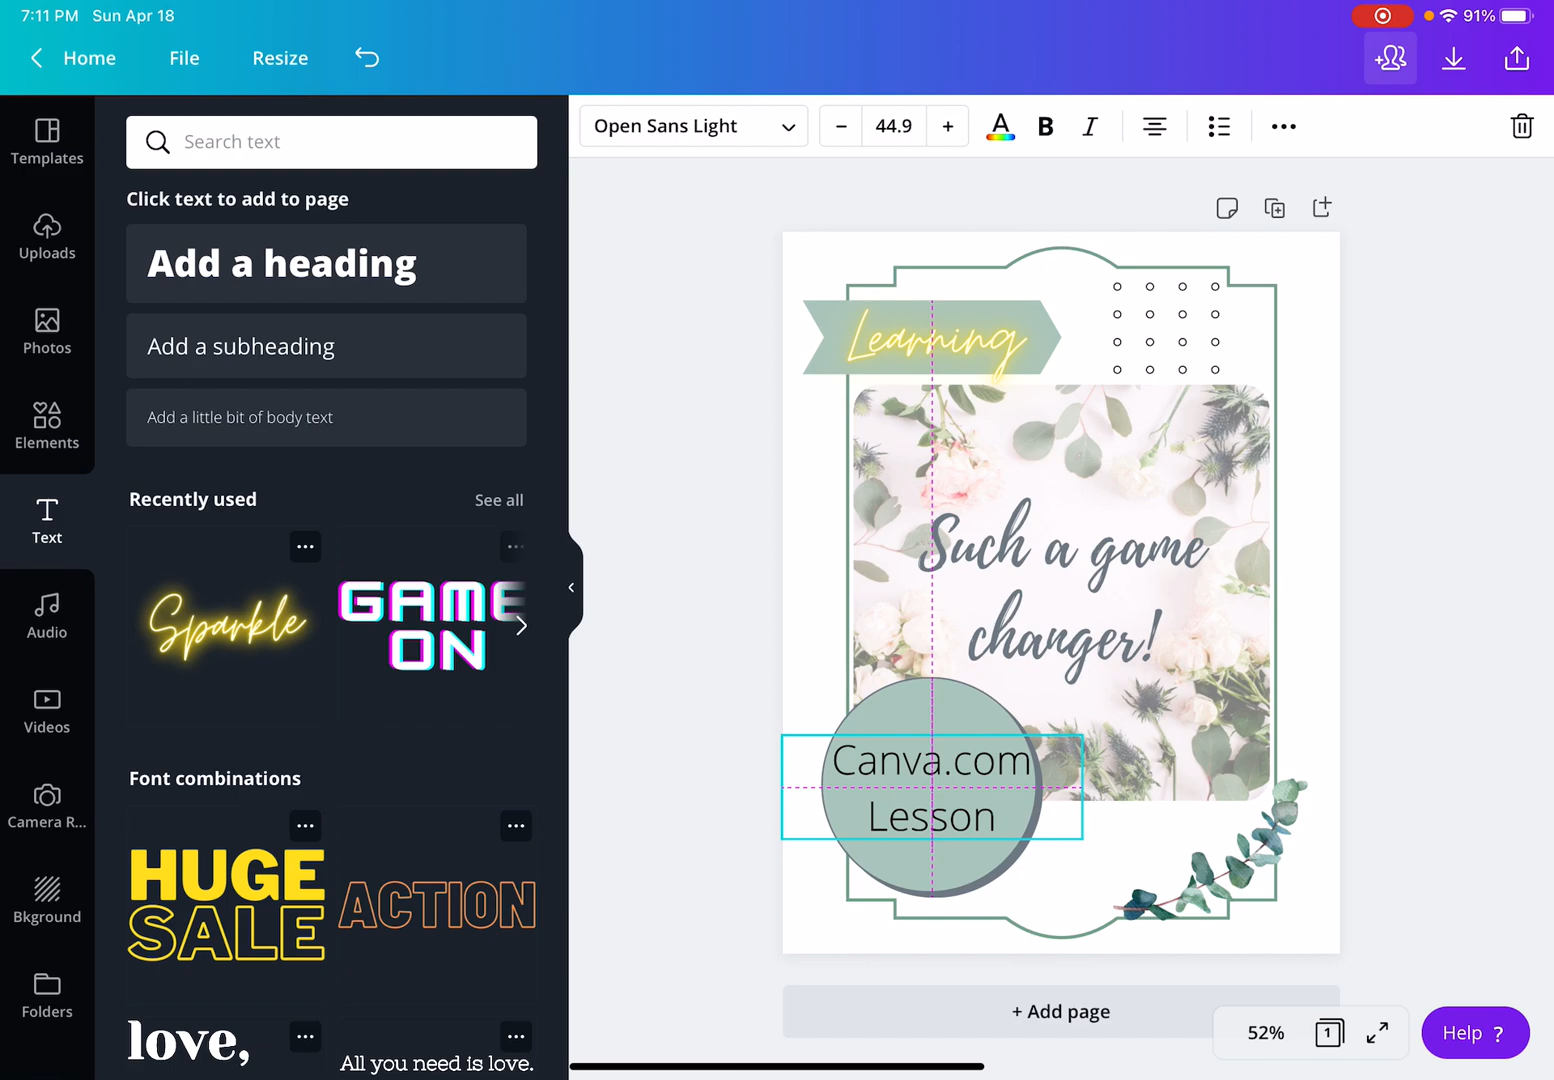 7:11 PM Sun Apr 18
91%
Home
File
Resize
Templates
Uploads
Photos
Elements
Text
Audio
Videos
Camera R...
Bkground
Folders
Search text
Click text to add to page
Add a heading
Add a subheading
Add a little bit of body text
Recently used
See all
Sparkle
GAME
ON
Font combinations
HUGE
SALE
ACTION
love,
All you need is love.
Open Sans Light
− 44.9 +
A
B
I
Learning
Such a game
changer!
Canva.com
Lesson
+ Add page
52%
1
Help ?